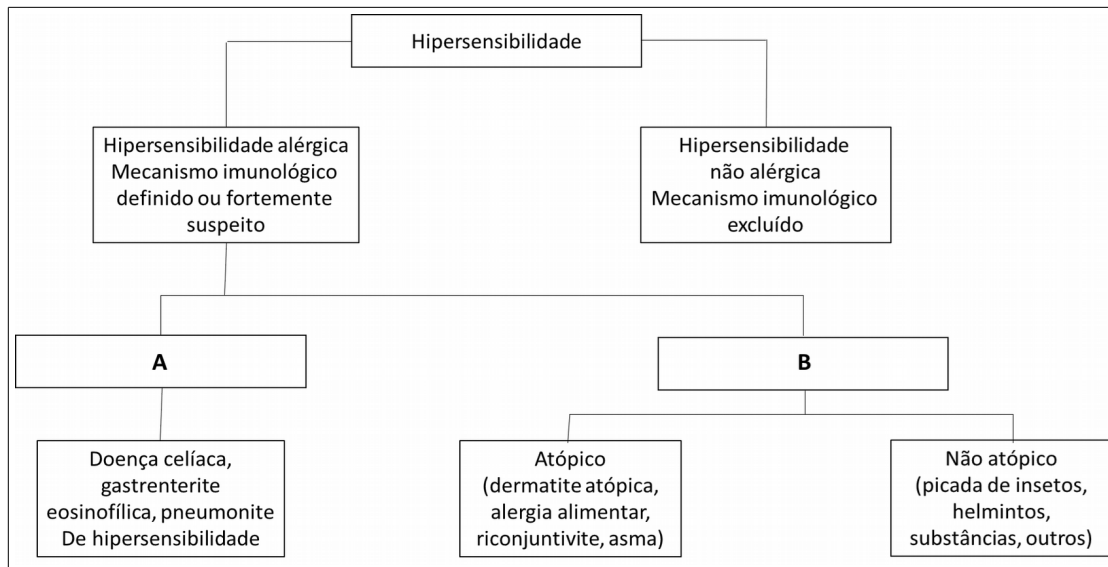 Hipersensibilidade
Hipersensibilidade alérgica
Mecanismo imunológico
definido ou fortemente
suspeito
Hipersensibilidade
não alérgica
Mecanismo imunológico
excluído
A
B
Doença celíaca,
gastrenterite
eosinofílica, pneumonite
De hipersensibilidade
Atópico
(dermatite atópica,
alergia alimentar,
riconjuntivite, asma)
Não atópico
(picada de insetos,
helmintos,
substâncias, outros)